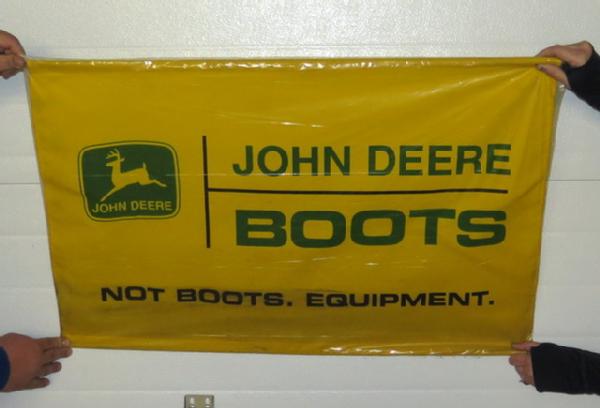 JOHN DEERE
JOHN DEERE
BOOTS
NOT BOOTS. EQUIPMENT.